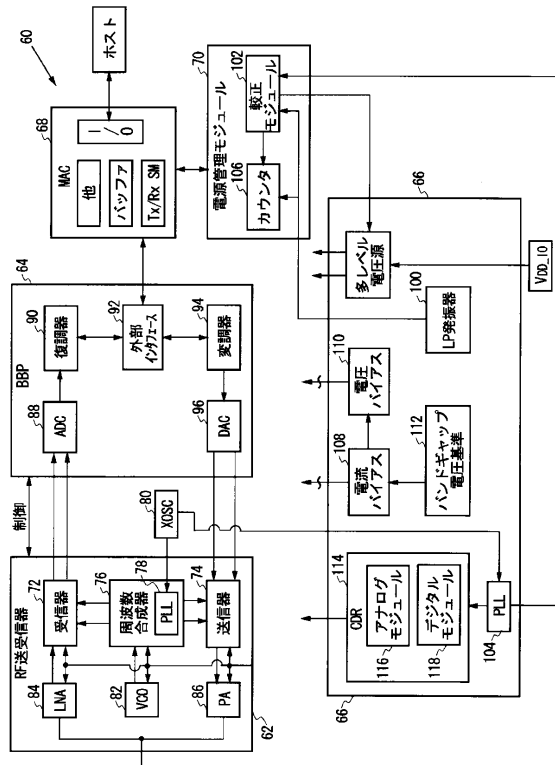 60
ホスト
68
MAC
他
バッファ
Tx/Rx SM
I/O
70
電源管理モジュール
102
較正
モジュール
106
カウンタ
64
BBP
90
復調器
88
ADC
92
外部
インタフェース
94
変調器
96
DAC
制御
RF送受信器
72
受信器
84
LNA
76
周波数
合成器
78
PLL
80
XOSC
82
VCO
74
送信器
86
PA
62
66
多レベル
電圧源
VDD_IO
100
LP発振器
110
電圧
バイアス
108
電流
バイアス
112
バンドギャップ
電圧基準
114
CDR
アナログ
モジュール
116
デジタル
モジュール
118
PLL
104
66